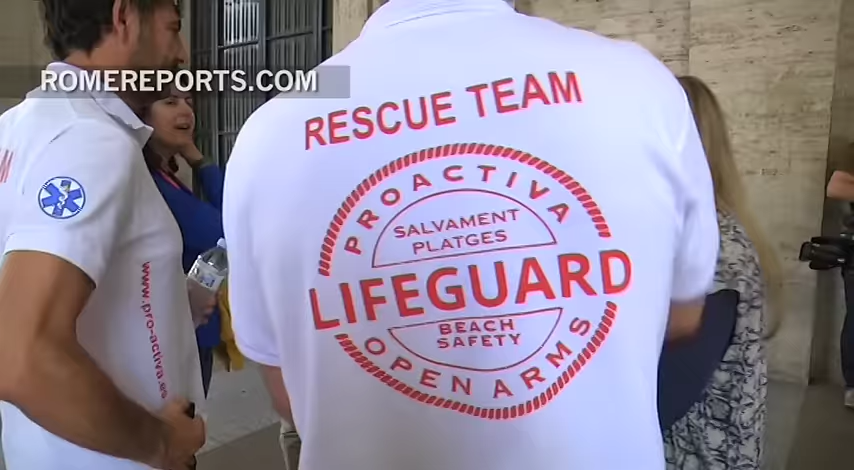 ROMEREPORTS.COM
RESCUE TEAM
PROACTIVA
SALVAMENT
PLATGES
LIFEGUARD
BEACH
SAFETY
OPEN ARMS
www.pro-activa.es